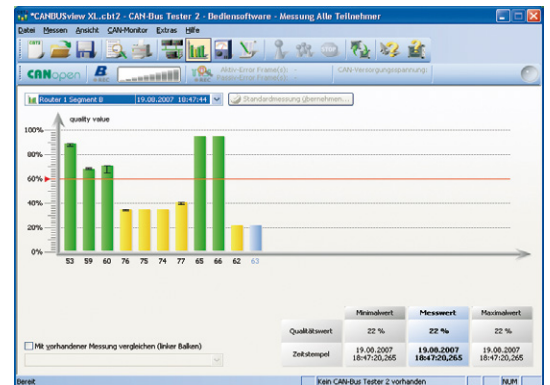 "CANBUSview XL.cbt2 - CAN-Bus Tester 2 - Bediensoftware - Messung Alle Teilnehmer
Datei Messen Ansicht CAN-Monitor Extras Hilfe
CANopen
Aktiv-Error Frame(s): -
CAN-Versorgungsspannung:
Passiv-Error Frame(s): -
Router 1 Segment B 19.08.2007 18:47:44
Standardmessung übernehmen...
quality value
100%
80%
60%
40%
20%
0%
53 59 60 76 75 74 77 65 66 62 63
Minimalwert Messwert Maximalwert
Qualitätswert 22 % 22 % 22 %
Zeitstempel 19.08.2007 18:47:20,265 19.08.2007 18:47:20,265 19.08.2007 18:47:20,265
Mit vorhandener Messung vergleichen (linker Balken)
Bereit
Kein CAN-Bus Tester 2 vorhanden
NUM